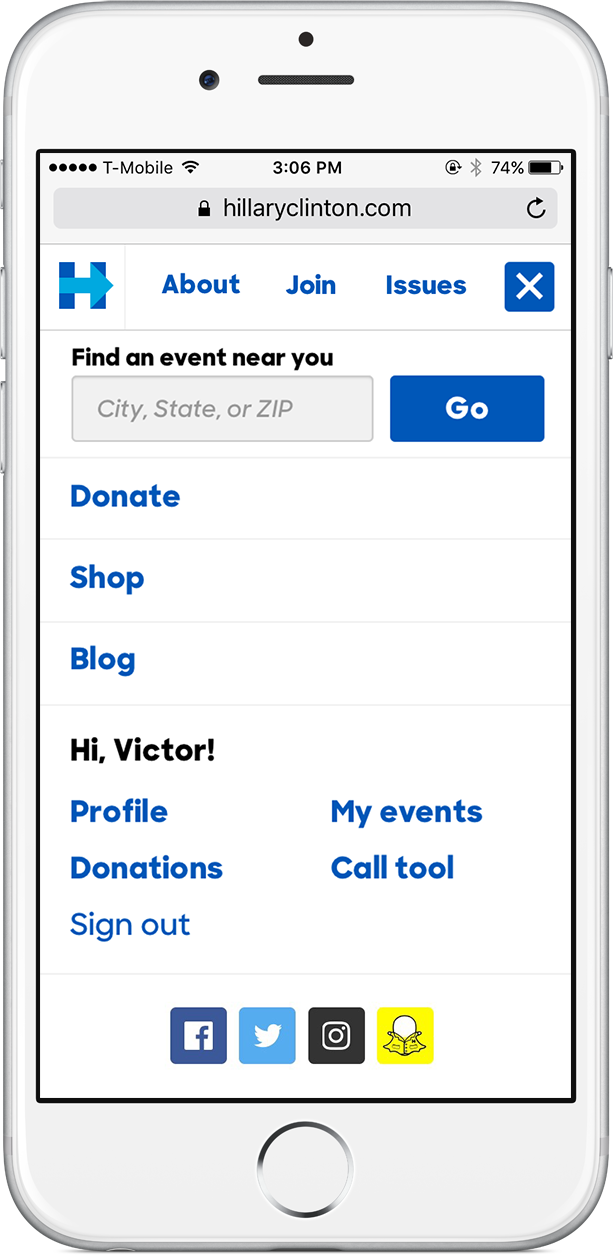 T-Mobile 3:06 PM 74%
hillaryclinton.com
H About Join Issues
Find an event near you
City, State, or ZIP Go
Donate
Shop
Blog
Hi, Victor!
Profile My events
Donations Call tool
Sign out